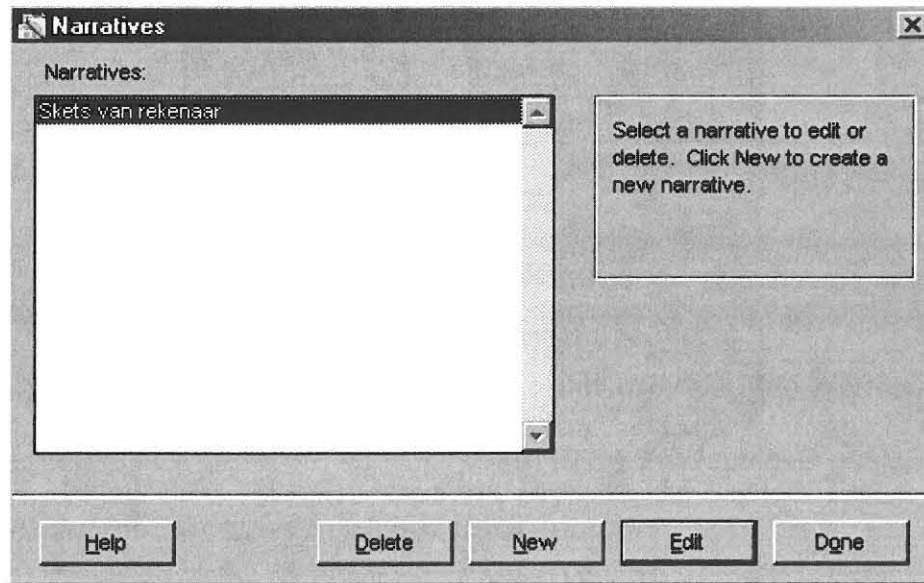 Narratives
Narratives:
Skets van rekenaar
Select a narrative to edit or
delete. Click New to create a
new narrative.
Help
Delete
New
Edit
Done